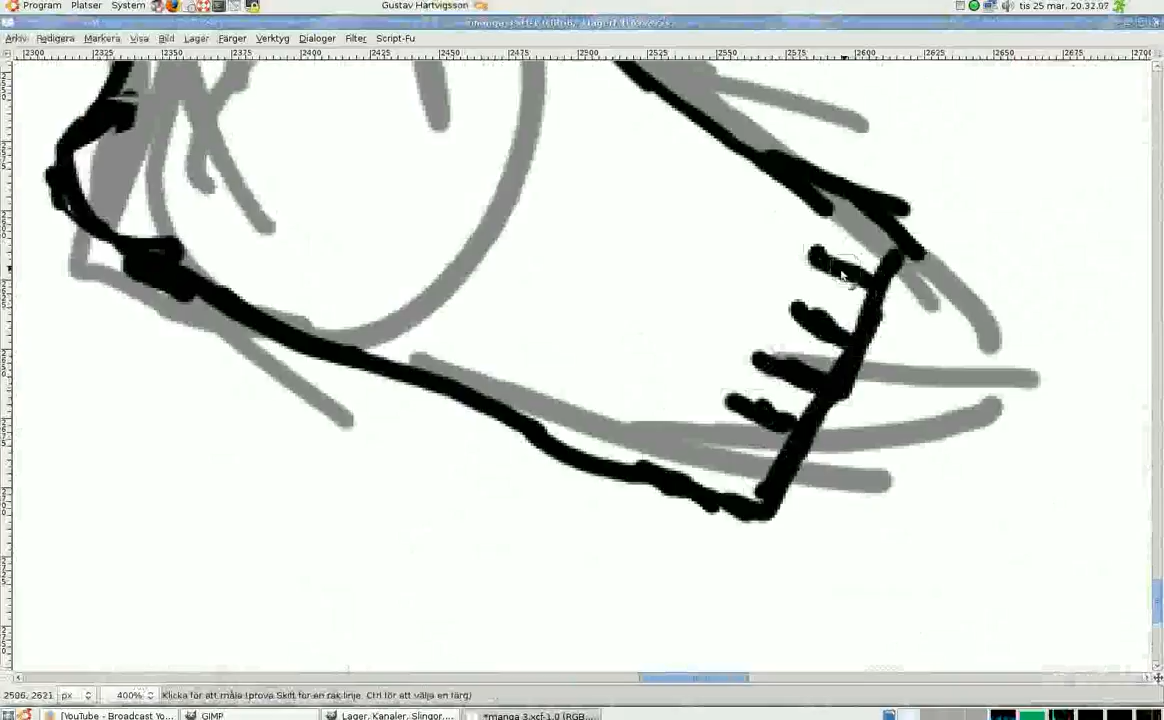 Program Platser System Gustav Hartvigsson tis 25 mar, 20.32.07
Arkiv Redigera Markera Visa Bild Lager Färger Verktyg Dialoger Filter Script-Fu
2300 2325 2350 2375 2400 2425 2450 2475 2500 2525 2550 2575 2600 2625 2650 2675 2700
2596, 2621 px 400% Klicka för att måla (prova Skift för en rak linje, Ctrl för att välja en färg)
[YouTube - Broadcast Yo... GIMP Lager, Kanaler, Slingor,... *manga 3.xcf-1.0 (RGB...